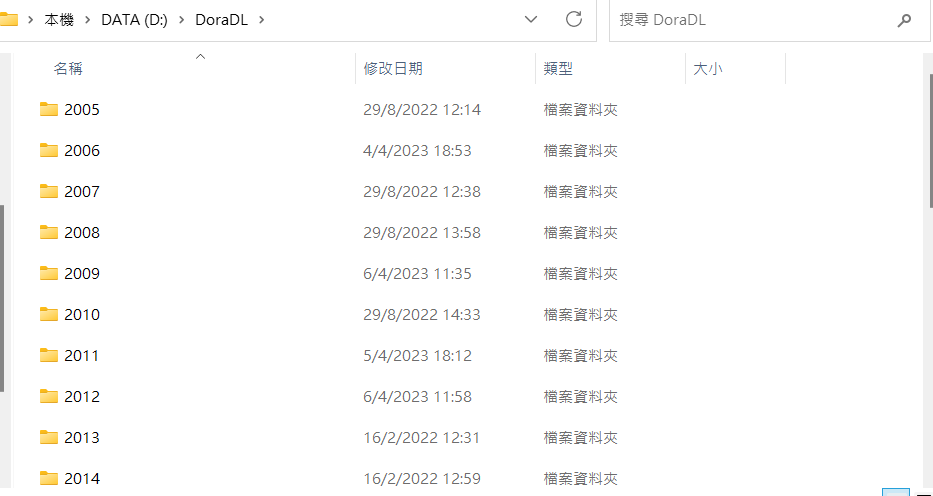 本機 > DATA (D:) > DoraDL >
搜尋 DoraDL
名稱 修改日期 類型 大小
2005 29/8/2022 12:14 檔案資料夾
2006 4/4/2023 18:53 檔案資料夾
2007 29/8/2022 12:38 檔案資料夾
2008 29/8/2022 13:58 檔案資料夾
2009 6/4/2023 11:35 檔案資料夾
2010 29/8/2022 14:33 檔案資料夾
2011 5/4/2023 18:12 檔案資料夾
2012 6/4/2023 11:58 檔案資料夾
2013 16/2/2022 12:31 檔案資料夾
2014 16/2/2022 12:59 檔案資料夾